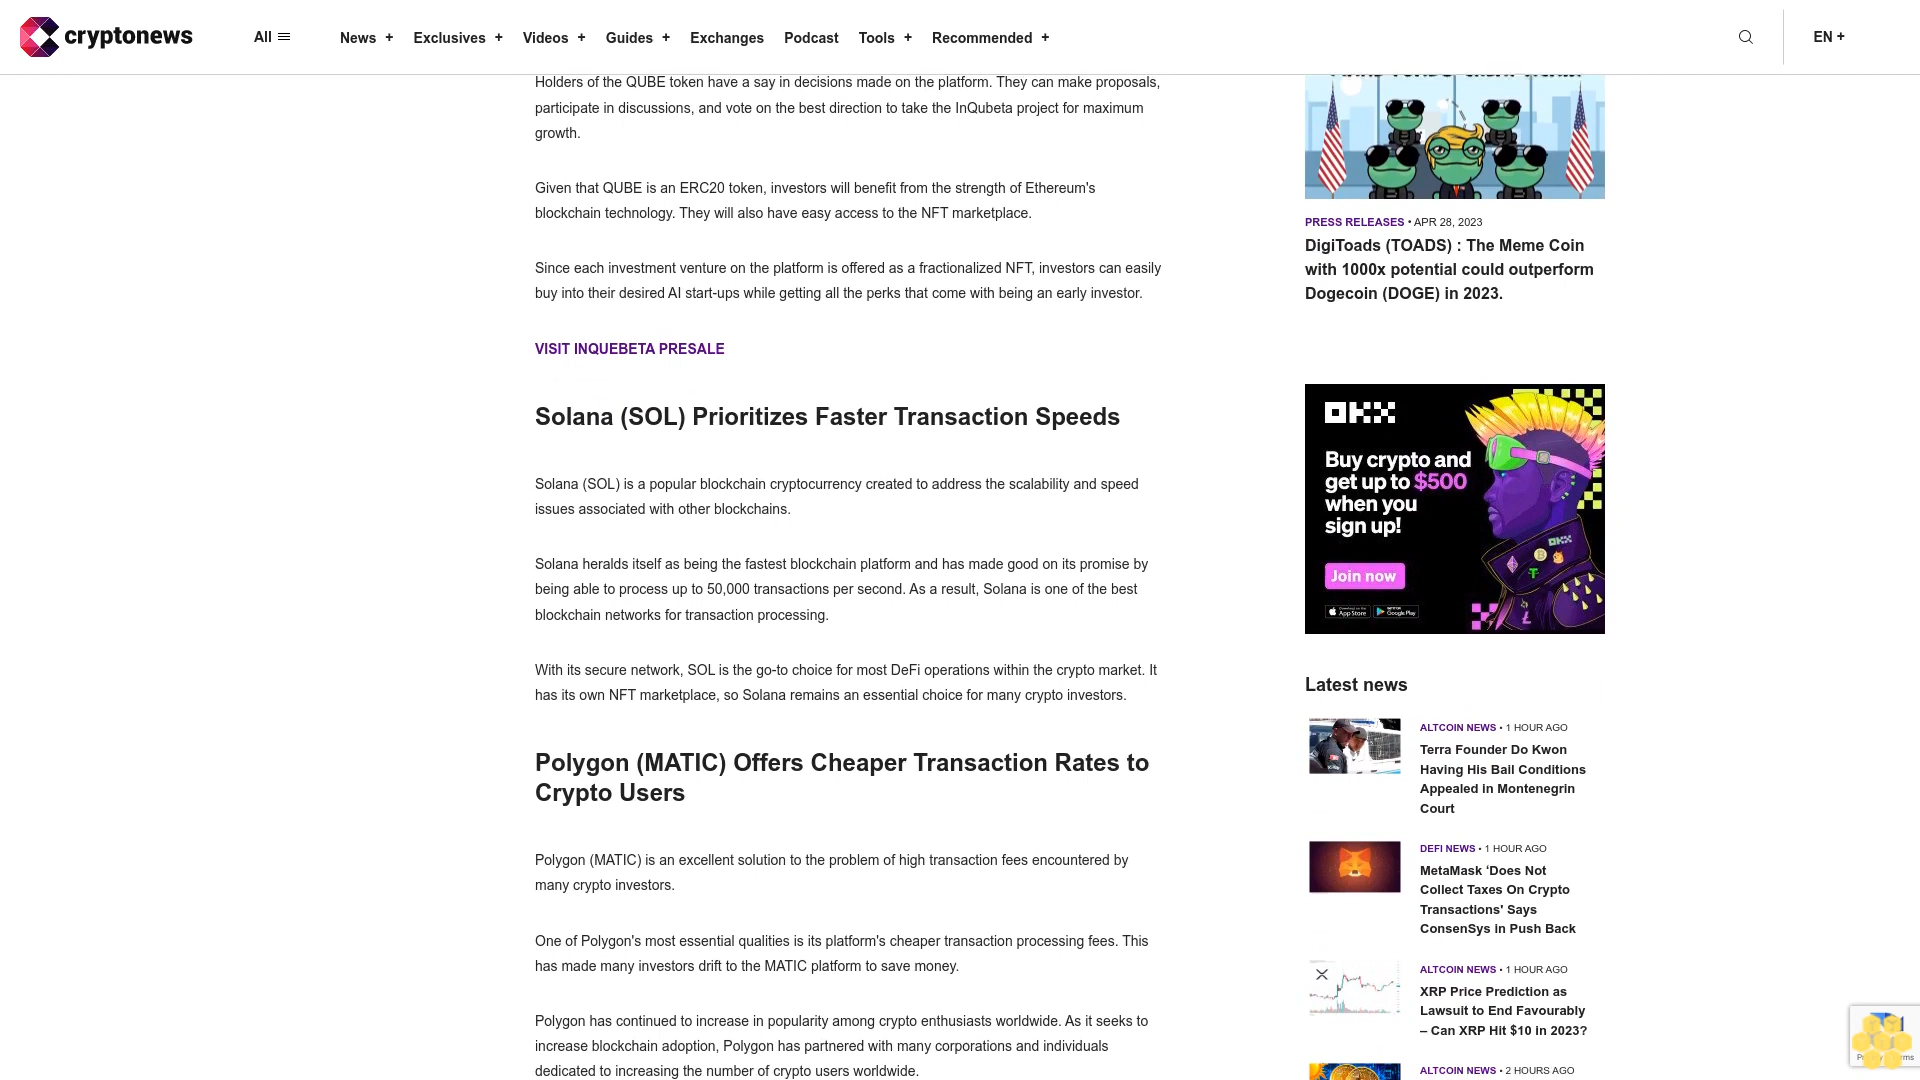 cryptonews
All
News +
Exclusives +
Videos +
Guides +
Exchanges
Podcast
Tools +
Recommended +
EN +
Holders of the QUBE token have a say in decisions made on the platform. They can make proposals,
participate in discussions, and vote on the best direction to take the InQubeta project for maximum
growth.
Given that QUBE is an ERC20 token, investors will benefit from the strength of Ethereum's
blockchain technology. They will also have easy access to the NFT marketplace.
Since each investment venture on the platform is offered as a fractionalized NFT, investors can easily
buy into their desired AI start-ups while getting all the perks that come with being an early investor.
VISIT INQUEBETA PRESALE
Solana (SOL) Prioritizes Faster Transaction Speeds
Solana (SOL) is a popular blockchain cryptocurrency created to address the scalability and speed
issues associated with other blockchains.
Solana heralds itself as being the fastest blockchain platform and has made good on its promise by
being able to process up to 50,000 transactions per second. As a result, Solana is one of the best
blockchain networks for transaction processing.
With its secure network, SOL is the go-to choice for most DeFi operations within the crypto market. It
has its own NFT marketplace, so Solana remains an essential choice for many crypto investors.
Polygon (MATIC) Offers Cheaper Transaction Rates to
Crypto Users
Polygon (MATIC) is an excellent solution to the problem of high transaction fees encountered by
many crypto investors.
One of Polygon's most essential qualities is its platform's cheaper transaction processing fees. This
has made many investors drift to the MATIC platform to save money.
Polygon has continued to increase in popularity among crypto enthusiasts worldwide. As it seeks to
increase blockchain adoption, Polygon has partnered with many corporations and individuals
dedicated to increasing the number of crypto users worldwide.
PRESS RELEASES • APR 28, 2023
DigiToads (TOADS) : The Meme Coin
with 1000x potential could outperform
Dogecoin (DOGE) in 2023.
OKX
Buy crypto and
get up to $500
when you
sign up!
Join now
Download on the App Store
Google Play
OKX
Latest news
ALTCOIN NEWS • 1 HOUR AGO
Terra Founder Do Kwon
Having His Bail Conditions
Appealed in Montenegrin
Court
DEFI NEWS • 1 HOUR AGO
MetaMask ‘Does Not
Collect Taxes On Crypto
Transactions' Says
ConsenSys in Push Back
ALTCOIN NEWS • 1 HOUR AGO
XRP Price Prediction as
Lawsuit to End Favourably
– Can XRP Hit $10 in 2023?
ALTCOIN NEWS • 2 HOURS AGO